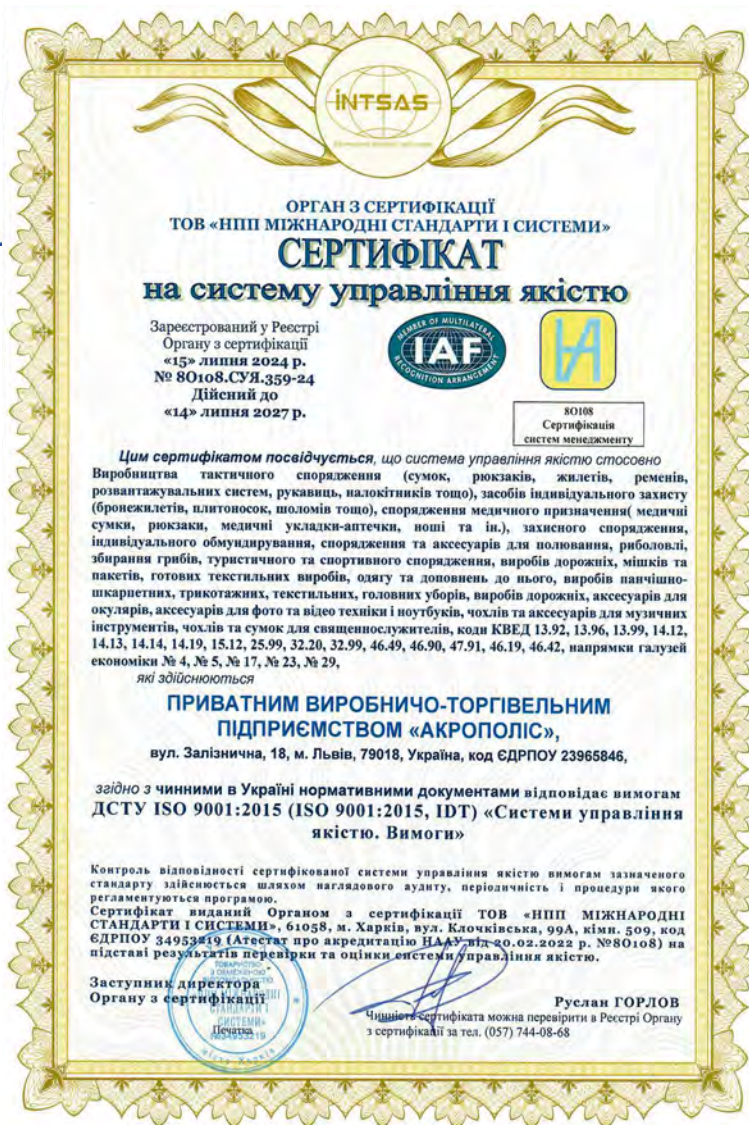 INTSAS
ОРГАН З СЕРТИФІКАЦІЇ
ТОВ «НПП МІЖНАРОДНІ СТАНДАРТИ І СИСТЕМИ»
СЕРТИФІКАТ
на систему управління якістю
Зареєстрований у Реєстрі
Органу з сертифікації
«15» липня 2024 р.
№ 8O108.СУЯ.359-24
Дійсний до
«14» липня 2027 р.
MEMBER OF MULTILATERAL
IAF
RECOGNITION ARRANGEMENT
8O108
Сертифікація
систем менеджменту
Цим сертифікатом посвідчується, що система управління якістю стосовно
Виробництва тактичного спорядження (сумок, рюкзаків, жилетів, ременів,
розвантажувальних систем, рукавиць, налокітників тощо), засобів індивідуального захисту
(бронежилетів, плитоносок, шоломів тощо), спорядження медичного призначення( медичні
сумки, рюкзаки, медичні укладки-аптечки, ноші та ін.), захисного спорядження,
індивідуального обмундирування, спорядження та аксесуарів для полювання, риболовлі,
збирання грибів, туристичного та спортивного спорядження, виробів дорожніх, мішків та
пакетів, готових текстильних виробів, одягу та доповнень до нього, виробів панчішно-
шкарпетних, трикотажних, текстильних, головних уборів, виробів дорожніх, аксесуарів для
окулярів, аксесуарів для фото та відео техніки і ноутбуків, чохлів та аксесуарів для музичних
інструментів, чохлів та сумок для священнослужителів, коди КВЕД 13.92, 13.96, 13.99, 14.12,
14.13, 14.14, 14.19, 15.12, 25.99, 32.20, 32.99, 46.49, 46.90, 47.91, 46.19, 46.42, напрямки галузей
економіки № 4, № 5, № 17, № 23, № 29,
які здійснюються
ПРИВАТНИМ ВИРОБНИЧО-ТОРГІВЕЛЬНИМ
ПІДПРИЄМСТВОМ «АКРОПОЛІС»,
вул. Залізнична, 18, м. Львів, 79018, Україна, код ЄДРПОУ 23965846,
згідно з чинними в Україні нормативними документами відповідає вимогам
ДСТУ ISO 9001:2015 (ISO 9001:2015, IDT) «Системи управління
якістю. Вимоги»
Контроль відповідності сертифікованої системи управління якістю вимогам зазначеного
стандарту здійснюється шляхом наглядового аудиту, періодичність і процедури якого
регламентуються програмою.
Сертифікат виданий Органом з сертифікації ТОВ «НПП МІЖНАРОДНІ
СТАНДАРТИ І СИСТЕМИ», 61058, м. Харків, вул. Клочківська, 99А, кімн. 509, код
ЄДРПОУ 34953219 (Атестат про акредитацію НААУ від 20.02.2022 р. №8O108) на
підставі результатів перевірки та оцінки системи управління якістю.
Заступник директора
Органу з сертифікації
Печатка
ТОВАРИСТВО
З ОБМЕЖЕНОЮ
ВІДПОВІДАЛЬНІСТЮ
«НПП МІЖНАРОДНІ
СТАНДАРТИ І
СИСТЕМИ»
№34953219
місто Харків
Руслан ГОРЛОВ
Чинність сертифіката можна перевірити в Реєстрі Органу
з сертифікації за тел. (057) 744-08-68